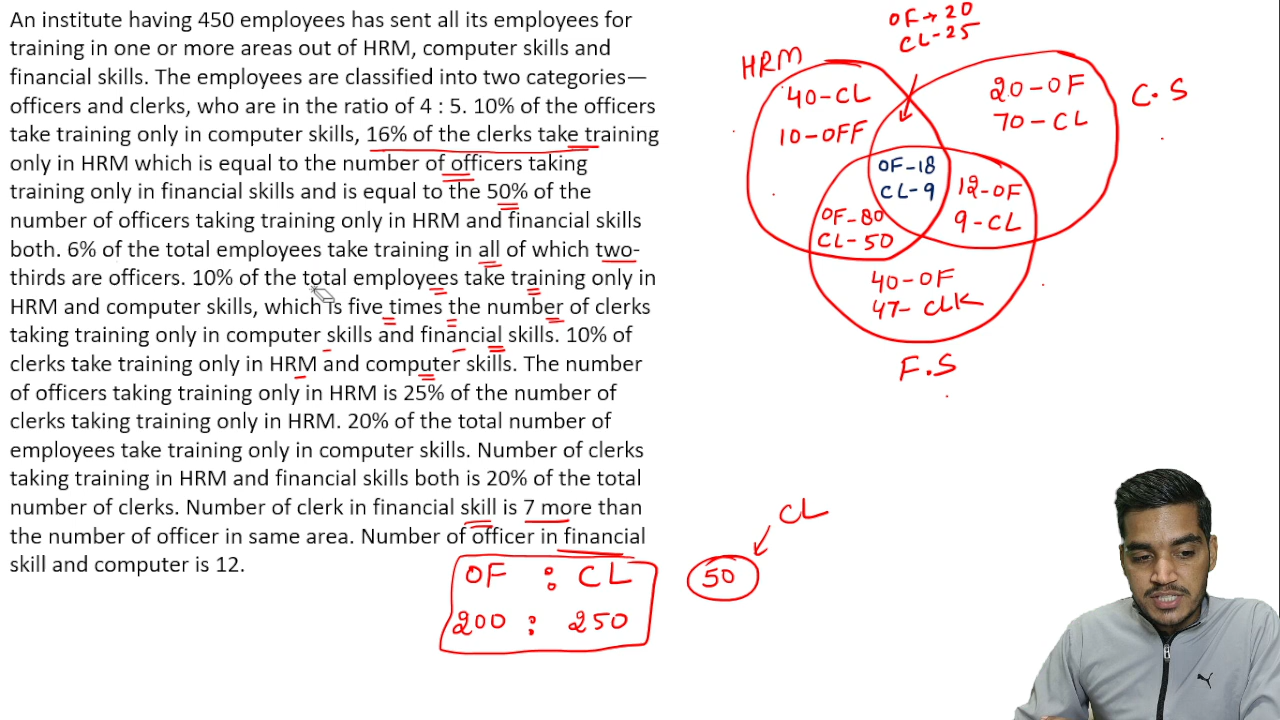 An institute having 450 employees has sent all its employees for
training in one or more areas out of HRM, computer skills and
financial skills. The employees are classified into two categories—
officers and clerks, who are in the ratio of 4 : 5. 10% of the officers
take training only in computer skills, 16% of the clerks take training
only in HRM which is equal to the number of officers taking
training only in financial skills and is equal to the 50% of the
number of officers taking training only in HRM and financial skills
both. 6% of the total employees take training in all of which two-
thirds are officers. 10% of the total employees take training only in
HRM and computer skills, which is five times the number of clerks
taking training only in computer skills and financial skills. 10% of
clerks take training only in HRM and computer skills. The number
of officers taking training only in HRM is 25% of the number of
clerks taking training only in HRM. 20% of the total number of
employees take training only in computer skills. Number of clerks
taking training in HRM and financial skills both is 20% of the total
number of clerks. Number of clerk in financial skill is 7 more than
the number of officer in same area. Number of officer in financial
skill and computer is 12.
OF : CL
200 : 250
50
CL
OF→20
CL-25
HRM
40-CL
10-OFF
20-OF
70-CL
C.S
OF-18
CL-9
12-OF
9-CL
OF-80
CL-50
40-OF
47-CLK
F.S